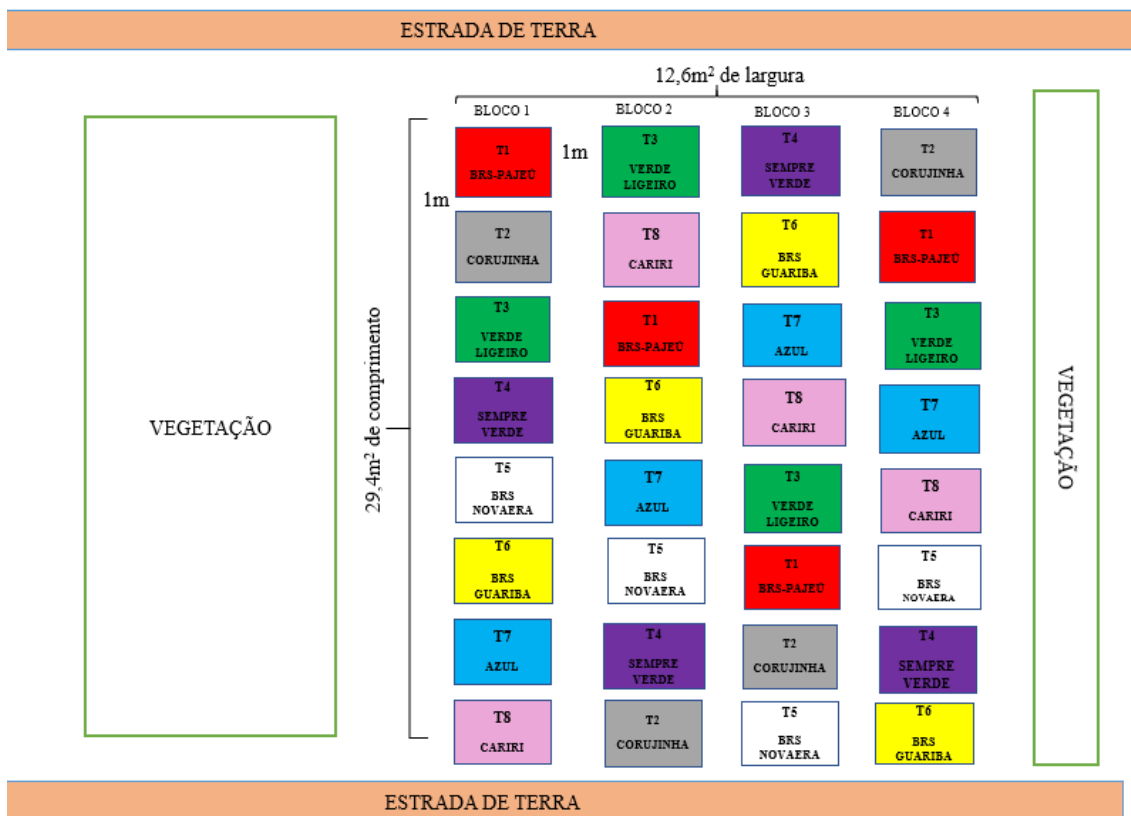 ESTRADA DE TERRA
12,6m² de largura
BLOCO 1
BLOCO 2
BLOCO 3
BLOCO 4
1m
1m
29,4m² de comprimento
VEGETAÇÃO
VEGETAÇÃO
T1
BRS-PAJEÚ
T3
VERDE
LIGEIRO
T4
SEMPRE
VERDE
T2
CORUJINHA
T2
CORUJINHA
T8
CARIRI
T6
BRS
GUARIBA
T1
BRS-PAJEÚ
T3
VERDE
LIGEIRO
T1
BRS-PAJEÚ
T7
AZUL
T3
VERDE
LIGEIRO
T4
SEMPRE
VERDE
T6
BRS
GUARIBA
T8
CARIRI
T7
AZUL
T5
BRS
NOVAERA
T7
AZUL
T3
VERDE
LIGEIRO
T8
CARIRI
T6
BRS
GUARIBA
T5
BRS
NOVAERA
T1
BRS-PAJEÚ
T5
BRS
NOVAERA
T7
AZUL
T4
SEMPRE
VERDE
T2
CORUJINHA
T4
SEMPRE
VERDE
T8
CARIRI
T2
CORUJINHA
T5
BRS
NOVAERA
T6
BRS
GUARIBA
ESTRADA DE TERRA